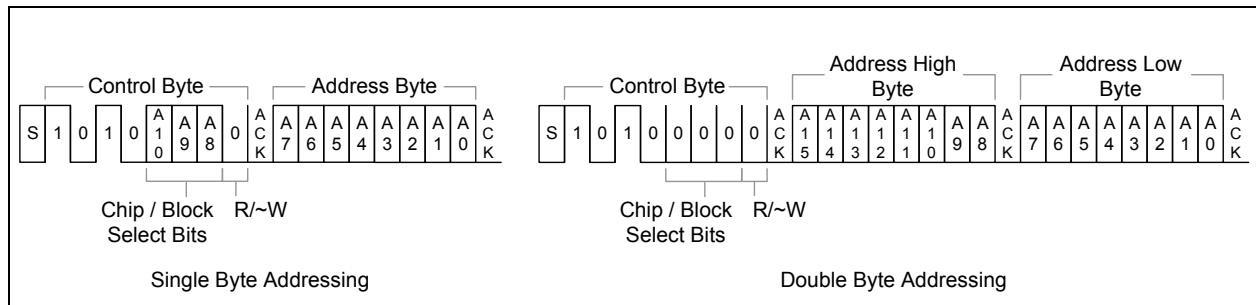 Control Byte
Address Byte
S 1 0 1 0 A10 A9 A8 0 ACK A7 A6 A5 A4 A3 A2 A1 A0 ACK
Chip / Block
Select Bits
R/~W
Single Byte Addressing
Control Byte
Address High
Byte
Address Low
Byte
S 1 0 1 0 0 0 0 0 ACK A15 A14 A13 A12 A11 A10 A9 A8 ACK A7 A6 A5 A4 A3 A2 A1 A0 ACK
Chip / Block
Select Bits
R/~W
Double Byte Addressing